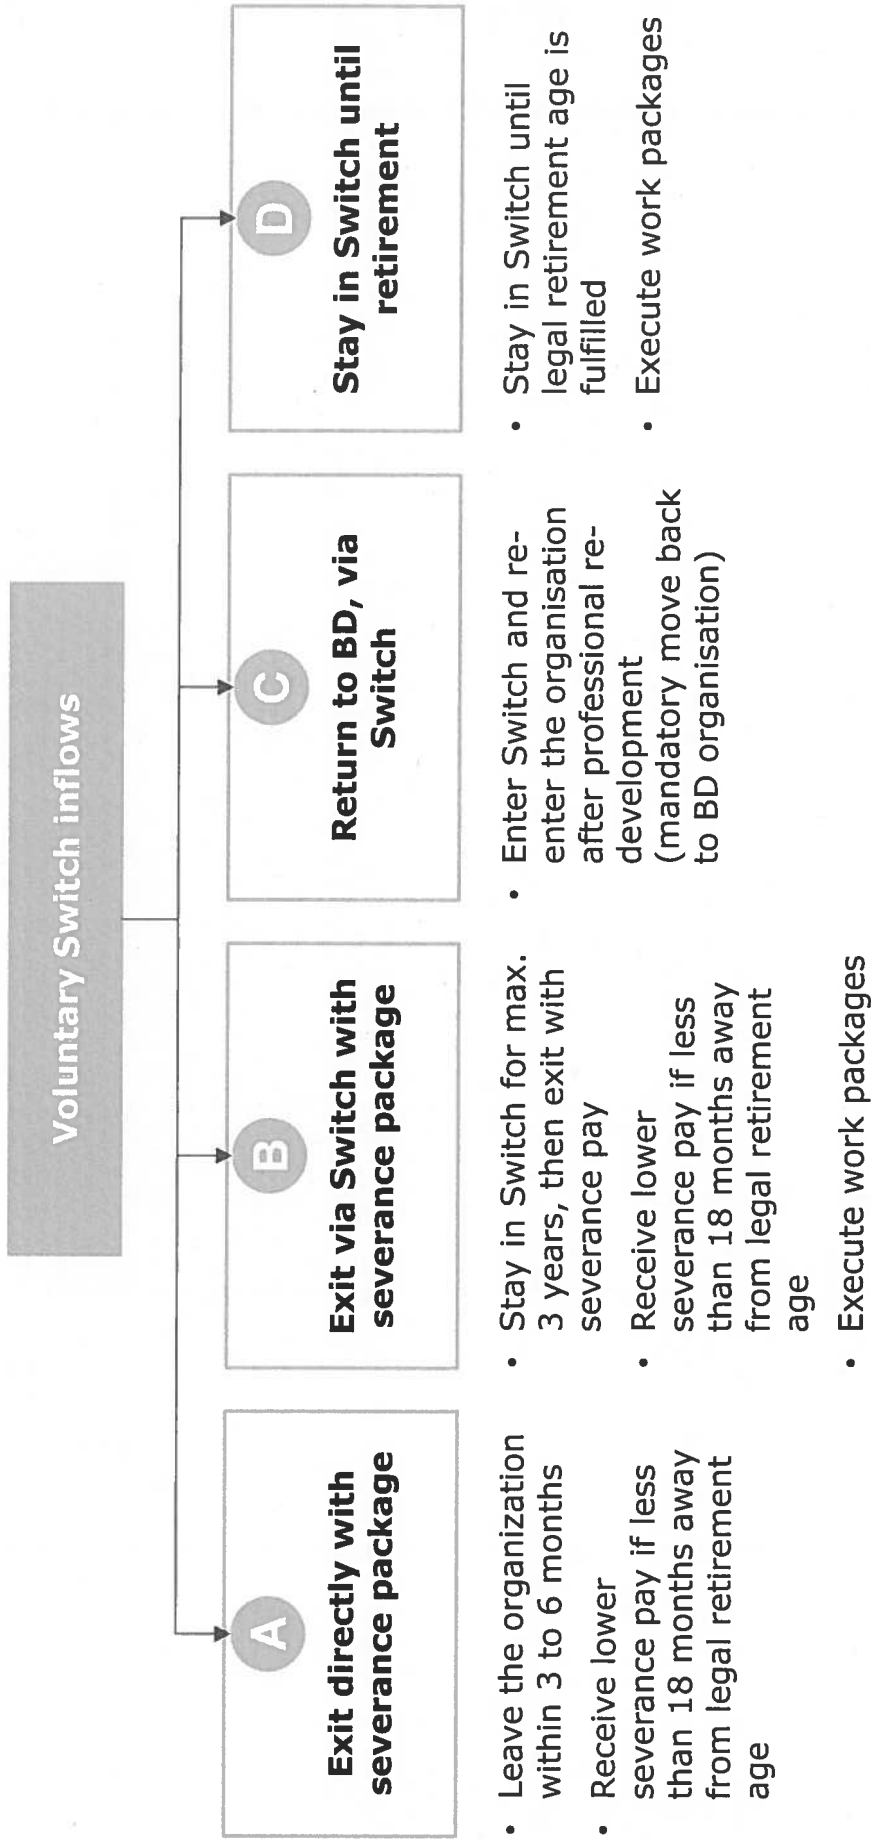 Voluntary Switch inflows
A
Exit directly with
severance package
• Leave the organization
within 3 to 6 months
• Receive lower
severance pay if less
than 18 months away
from legal retirement
age
B
Exit via Switch with
severance package
• Stay in Switch for max.
3 years, then exit with
severance pay
• Receive lower
severance pay if less
than 18 months away
from legal retirement
age
• Execute work packages
C
Return to BD, via
Switch
• Enter Switch and re-
enter the organisation
after professional re-
development
(mandatory move back
to BD organisation)
D
Stay in Switch until
retirement
• Stay in Switch until
legal retirement age is
fulfilled
• Execute work packages